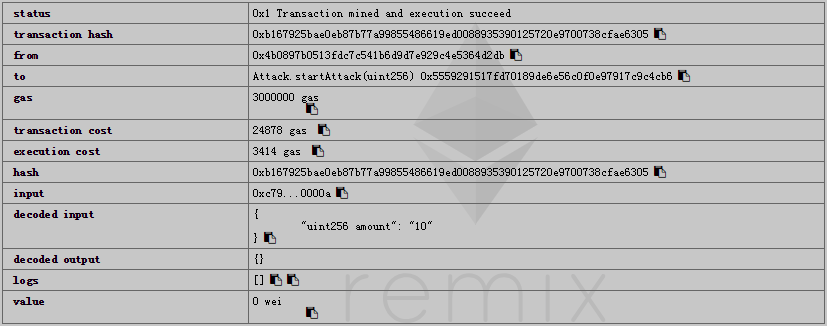 status 0x1 Transaction mined and execution succeed
transaction hash 0xb167925bae0eb87b77a99855486619ed0088935390125720e9700738cfae6305
from 0x4b0897b0513fdc7c541b6d9d7e929c4e5364d2db
to Attack.startAttack(uint256) 0x5559291517fd70189de6e56c0f0e97917c9c4cb6
gas 3000000 gas
transaction cost 24878 gas
execution cost 3414 gas
hash 0xb167925bae0eb87b77a99855486619ed0088935390125720e9700738cfae6305
input 0xc79...0000a
decoded input {
"uint256 amount": "10"
}
decoded output {}
logs []
value 0 wei
remix